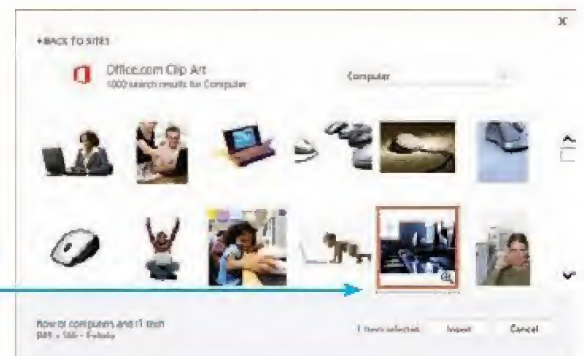 BACK TO SITES
Office.com Clip Art
1000 search results for Computer
Computer
Row of computers and IT tech
1 item selected
Insert
Cancel